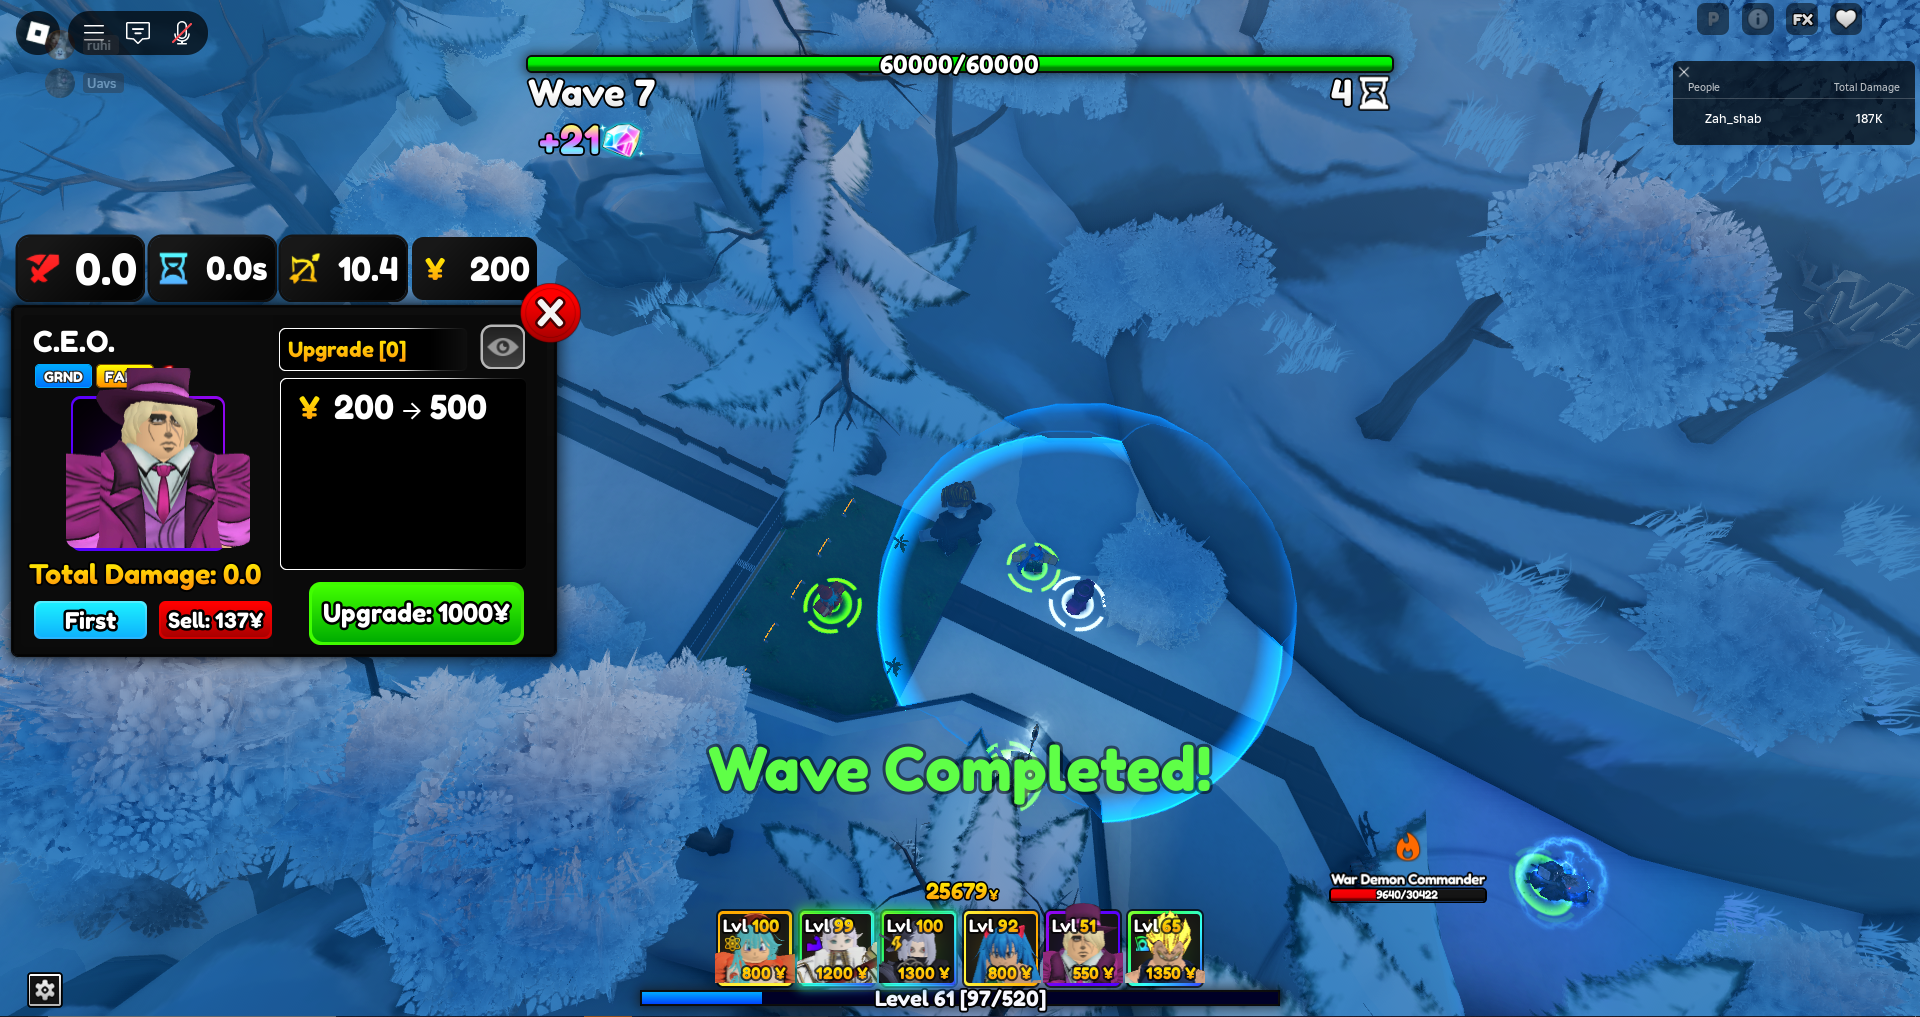 ruhi
Uavs
60000/60000
Wave 7
4
+21
P
FX
People
Total Damage
Zah_shab
187K
0.0
0.0s
10.4
¥ 200
C.E.O.
GRND
Upgrade [0]
¥ 200 → 500
Total Damage: 0.0
First
Sell: 137¥
Upgrade: 1000¥
Wave Completed!
War Demon Commander
9640/30422
25679¥
Lvl 100
800 ¥
Lvl 99
1200 ¥
Lvl 100
1300 ¥
Lvl 92
800 ¥
Lvl 51
550 ¥
Lvl 65
1350 ¥
Level 61 [97/520]